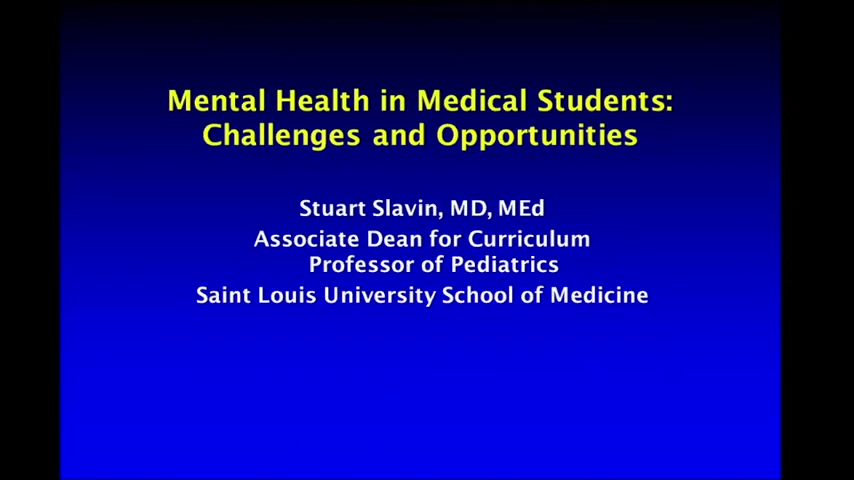 Mental Health in Medical Students:
Challenges and Opportunities
Stuart Slavin, MD, MEd
Associate Dean for Curriculum
Professor of Pediatrics
Saint Louis University School of Medicine